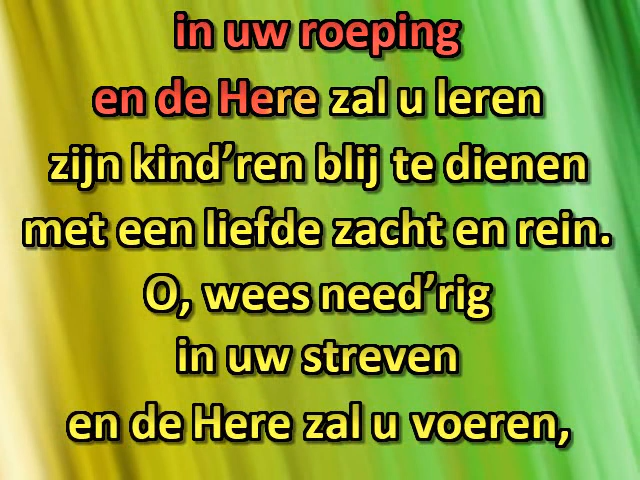 in uw roeping
en de Here zal u leren
zijn kind’ren blij te dienen
met een liefde zacht en rein.
O, wees need’rig
in uw streven
en de Here zal u voeren,